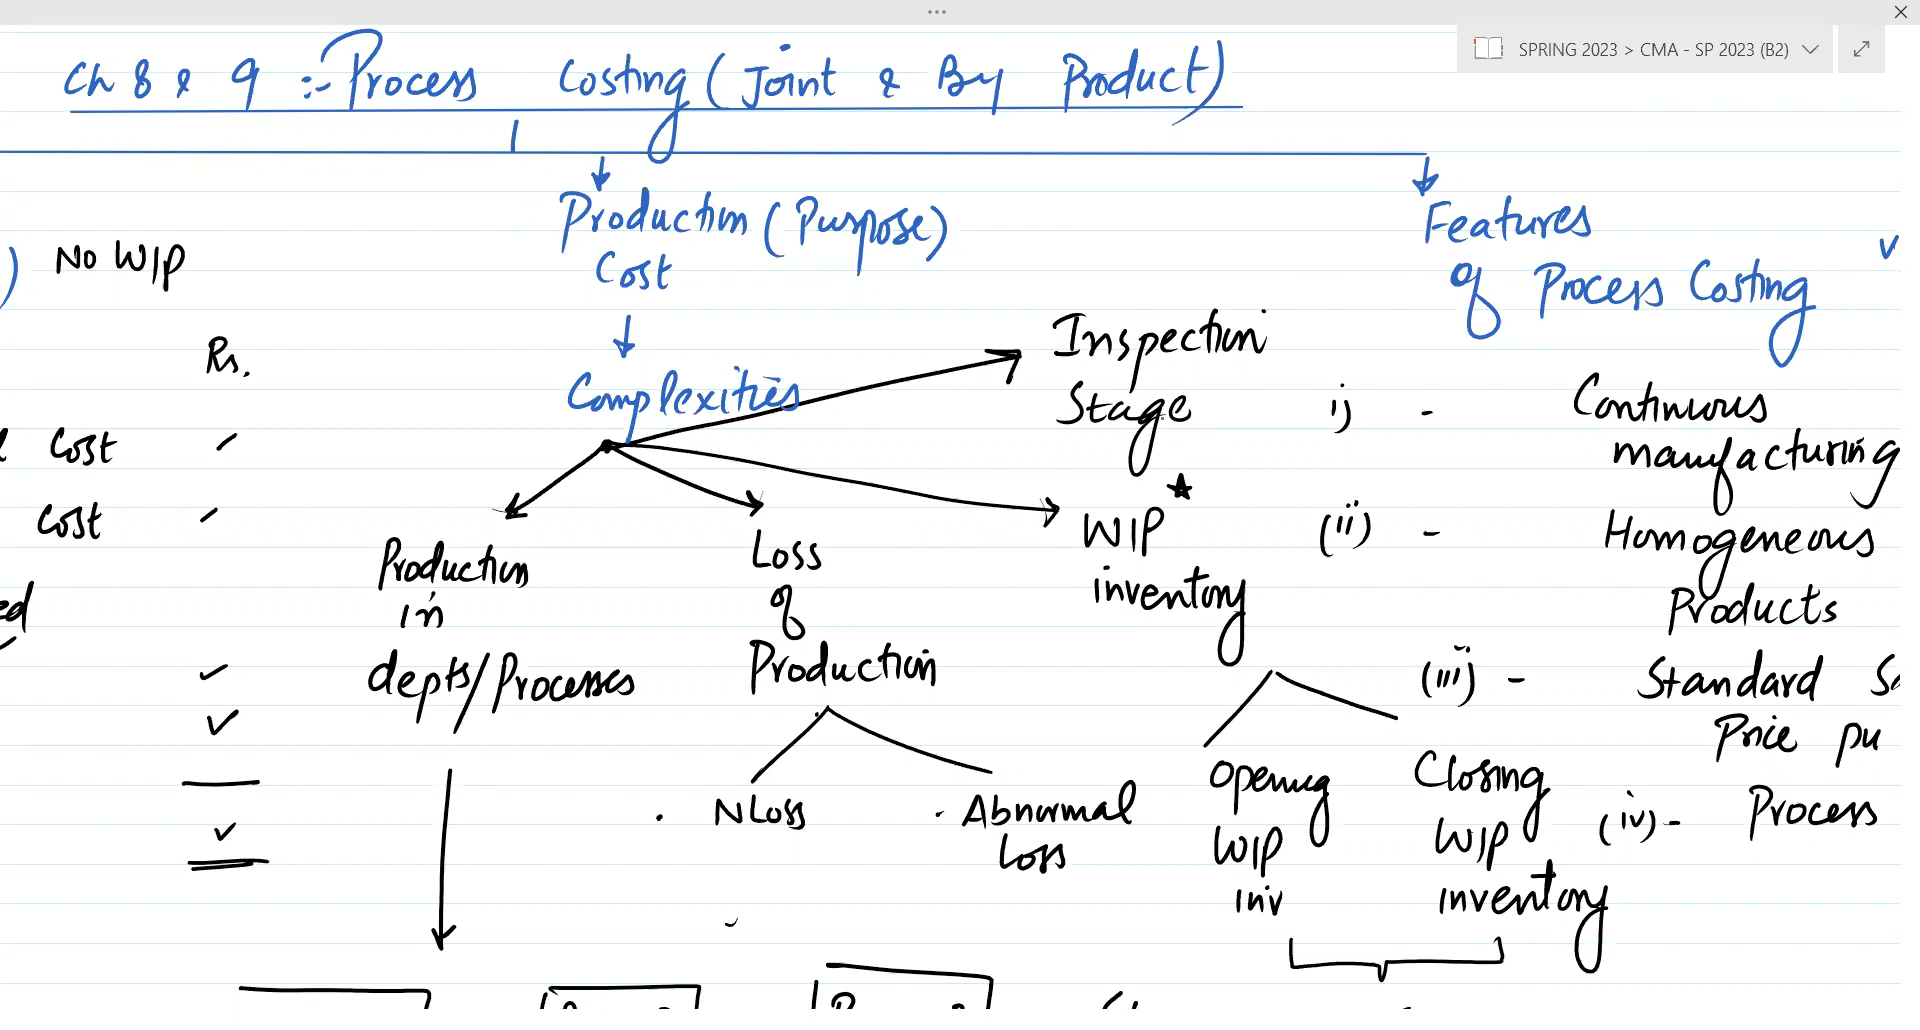 SPRING 2023 > CMA - SP 2023 (B2)
Ch 8 & 9 :- Process Costing (Joint & By Product)
Production (Purpose)
Cost
Features
of Process Costing
No WIP
Rs.
Complexities
Inspection
Stage
i) - Continuous
manufacturing
Cost
Cost
WIP
inventory
(ii) - Homogeneous
Products
Production
in
depts/Processes
Loss
of
Production
(iii) - Standard
Price
N Loss
Abnormal
Loss
Opening
WIP
inv
Closing
WIP
inventory
(iv) - Process